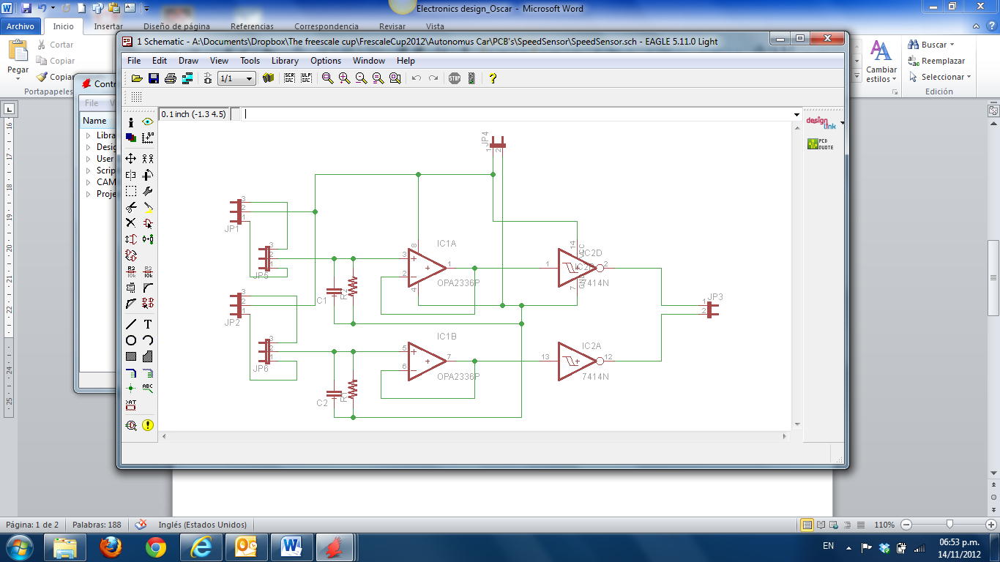 Electronics design_Oscar - Microsoft Word
Archivo Inicio Insertar Diseño de página Referencias Correspondencia Revisar Vista
Pegar
Cortar
Copiar
Copiar
Portapapeles
Cambiar estilos
Buscar
Reemplazar
Seleccionar
Edición
Contr
File V
Name
Libra
Desig
User
Scrip
CAM
Proje
1 Schematic - A:\Documents\Dropbox\The freescale cup\FrescaleCup2012\Autonomus Car\PCB's\SpeedSensor\SpeedSensor.sch - EAGLE 5.11.0 Light
File Edit Draw View Tools Library Options Window Help
1/1
SCR LIB
ULP RUN
STOP
0.1 inch (-1.3 4.5)
design link
PCB QUOTE
JP4
1
2
3
2
1
JP1
3
2
1
JP5
3
2
1
JP2
3
2
1
JP6
C1
R2
C2
R1
IC1A
8
3
2
1
4
OPA2336P
IC1B
5
6
7
OPA2336P
14
VCC
IC2D
1
2
7
GND
7414N
IC2A
13
12
7414N
JP3
1
2
Página: 1 de 2 Palabras: 188 Inglés (Estados Unidos) 110%
EN
06:53 p.m.
14/11/2012